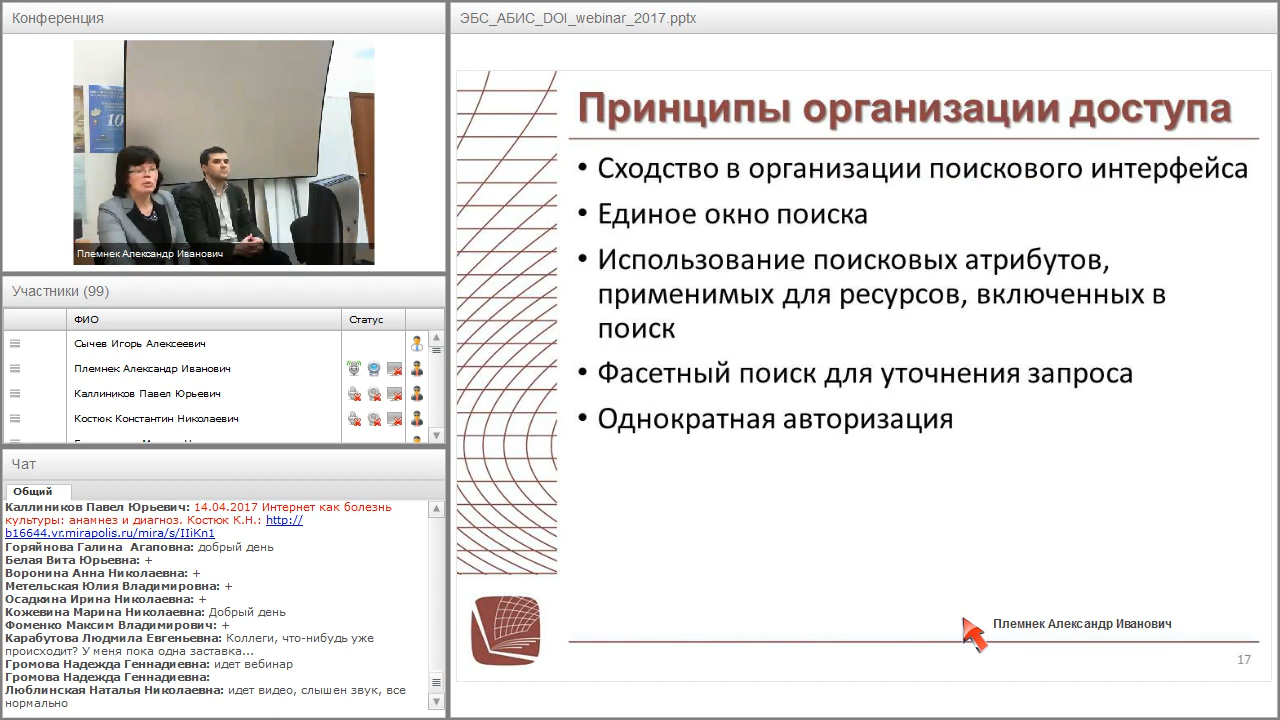 Конференция
10
Племнек Александр Иванович
Участники (99)
ФИО Статус
Сычев Игорь Алексеевич
Племнек Александр Иванович
Каллиников Павел Юрьевич
Костюк Константин Николаевич
Чат
Общий
Каллиников Павел Юрьевич: 14.04.2017 Интернет как болезнь
культуры: анамнез и диагноз. Костюк К.Н.: http://
b16644.vr.mirapolis.ru/mira/s/IIiKn1
Горяйнова Галина Агаповна: добрый день
Белая Вита Юрьевна: +
Воронина Анна Николаевна: +
Метельская Юлия Владимировна: +
Осадкина Ирина Николаевна: +
Кожевина Марина Николаевна: Добрый день
Фоменко Максим Владимирович: +
Карабутова Людмила Евгеньевна: Коллеги, что-нибудь уже
происходит? У меня пока одна заставка...
Громова Надежда Геннадиевна: идет вебинар
Громова Надежда Геннадиевна:
Люблинская Наталья Николаевна: идет видео, слышен звук, все
нормально
ЭБС_АБИС_DOI_webinar_2017.pptx
Принципы организации доступа
• Сходство в организации поискового интерфейса
• Единое окно поиска
• Использование поисковых атрибутов,
применимых для ресурсов, включенных в
поиск
• Фасетный поиск для уточнения запроса
• Однократная авторизация
Племнек Александр Иванович
17